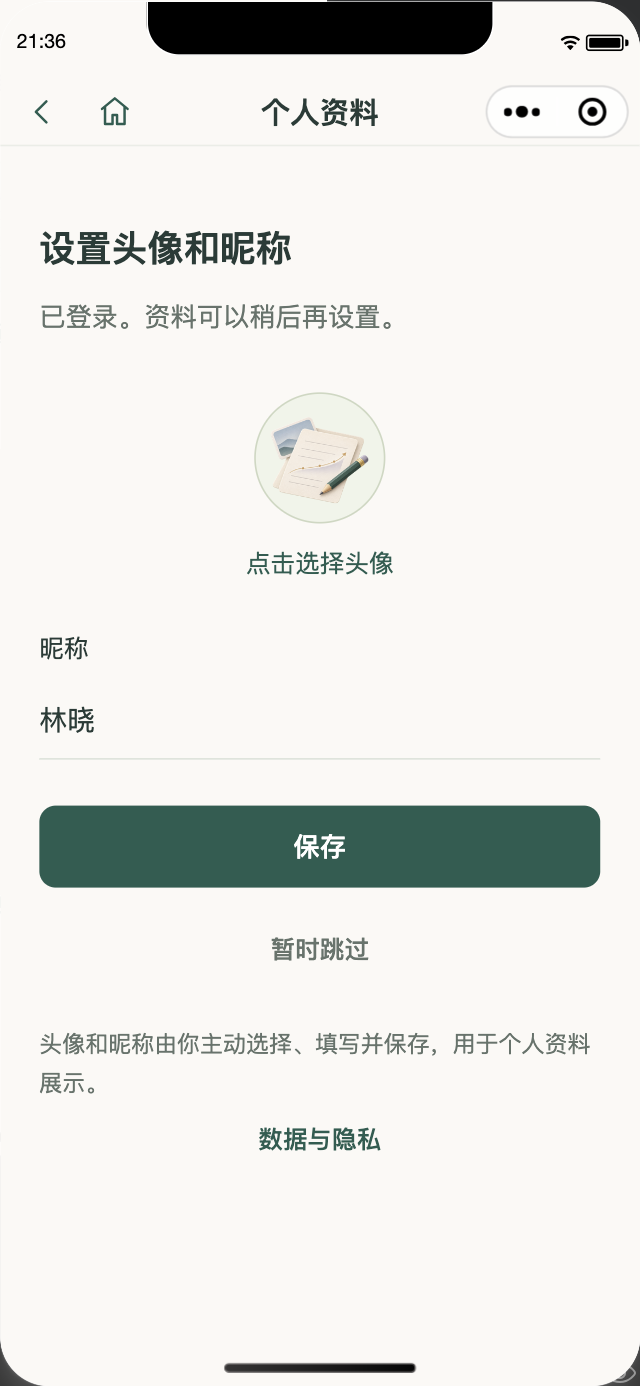 21:36
个人资料
设置头像和昵称
已登录。资料可以稍后再设置。
点击选择头像
昵称
林晓
保存
暂时跳过
头像和昵称由你主动选择、填写并保存，用于个人资料
展示。
数据与隐私